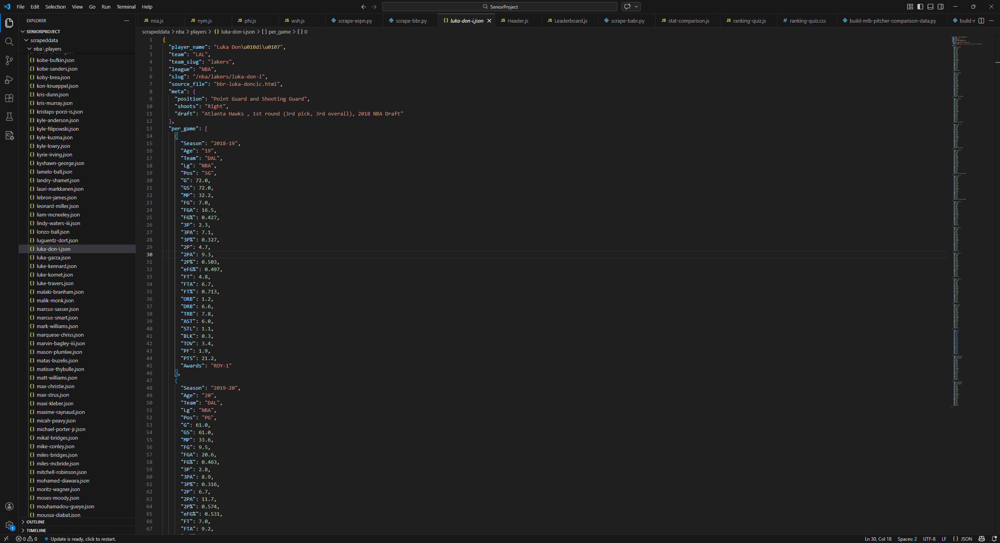 File Edit Selection View Go Run Terminal Help
SeniorProject
EXPLORER
mia.js nym.js phi.js wsh.js scrape-espn.py scrape-bbr.py luka-don-i.json Header.js Leaderboard.js scrape-babr.py stat-comparison.js ranking-quiz.js ranking-quiz.css build-mlb-pitcher-comparison-data.py
SENIORPROJECT
scrapeddata
nba\players
kobe-bufkin.json
kobe-sanders.json
koby-brea.json
kon-knueppel.json
kris-dunn.json
kris-murray.json
kristaps-porzi-is.json
kyle-anderson.json
kyle-filipowski.json
kyle-kuzma.json
kyle-lowry.json
kyrie-irving.json
kyshawn-george.json
lamelo-ball.json
landry-shamet.json
lauri-markkanen.json
lebron-james.json
leonard-miller.json
liam-mcneeley.json
lindy-waters-iii.json
lonzo-ball.json
luguentz-dort.json
luka-don-i.json
luka-garza.json
luke-kennard.json
luke-kornet.json
luke-travers.json
malaki-branham.json
malik-monk.json
marcus-sasser.json
marcus-smart.json
mark-williams.json
marquese-chriss.json
marvin-bagley-iii.json
mason-plumlee.json
matas-buzelis.json
matisse-thybulle.json
matt-williams.json
max-christie.json
max-strus.json
maxi-kleber.json
maxime-raynaud.json
micah-peavy.json
michael-porter-jr.json
mikal-bridges.json
mike-conley.json
miles-bridges.json
miles-mcbride.json
mitchell-robinson.json
mohamed-diawara.json
moritz-wagner.json
moses-moody.json
mouhamadou-gueye.json
moussa-diabat.json
OUTLINE
TIMELINE
scrapeddata > nba > players > {} luka-don-i.json > [ ] per_game > {} 0
1 {
2 "player_name": "Luka Don\u010di\u0107",
3 "team": "LAL",
4 "team_slug": "lakers",
5 "league": "NBA",
6 "slug": "/nba/lakers/luka-don-i",
7 "source_file": "bbr-luka-doncic.html",
8 "meta": {
9 "position": "Point Guard and Shooting Guard",
10 "shoots": "Right",
11 "draft": "Atlanta Hawks , 1st round (3rd pick, 3rd overall), 2018 NBA Draft"
12 },
13 "per_game": [
14 {
15 "Season": "2018-19",
16 "Age": "19",
17 "Team": "DAL",
18 "Lg": "NBA",
19 "Pos": "SG",
20 "G": 72.0,
21 "GS": 72.0,
22 "MP": 32.2,
23 "FG": 7.0,
24 "FGA": 16.5,
25 "FG%": 0.427,
26 "3P": 2.3,
27 "3PA": 7.1,
28 "3P%": 0.327,
29 "2P": 4.7,
30 "2PA": 9.3,
31 "2P%": 0.503,
32 "eFG%": 0.497,
33 "FT": 4.8,
34 "FTA": 6.7,
35 "FT%": 0.713,
36 "ORB": 1.2,
37 "DRB": 6.6,
38 "TRB": 7.8,
39 "AST": 6.0,
40 "STL": 1.1,
41 "BLK": 0.3,
42 "TOV": 3.4,
43 "PF": 1.9,
44 "PTS": 21.2,
45 "Awards": "ROY-1"
46 },
47 {
48 "Season": "2019-20",
49 "Age": "20",
50 "Team": "DAL",
51 "Lg": "NBA",
52 "Pos": "PG",
53 "G": 61.0,
54 "GS": 61.0,
55 "MP": 33.6,
56 "FG": 9.5,
57 "FGA": 20.6,
58 "FG%": 0.463,
59 "3P": 2.8,
60 "3PA": 8.9,
61 "3P%": 0.316,
62 "2P": 6.7,
63 "2PA": 11.7,
64 "2P%": 0.574,
65 "eFG%": 0.531,
66 "FT": 7.0,
67 "FTA": 9.2,
0 0 Update is ready, click to restart.
Ln 30, Col 18 Spaces: 2 UTF-8 LF {} JSON
1